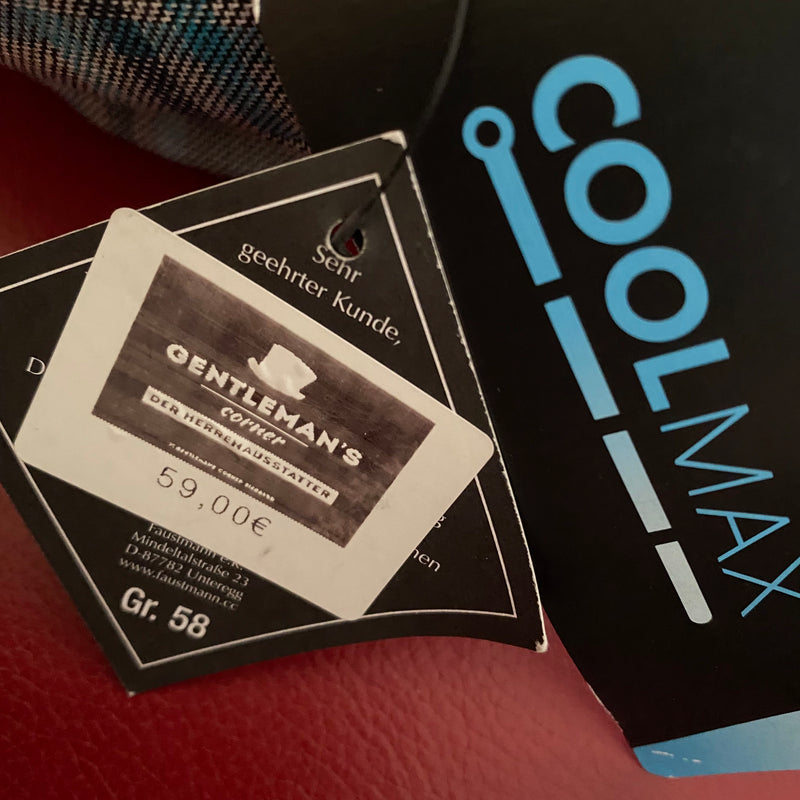 Sehr
geehrter Kunde,
D
GENTLEMAN'S
corner
DER HERRENAUSSTATTER
59,00€
Faustmann e.K.
Mindeltalstraße 23
D-87782 Unteregg
www.faustmann.cc
Gr. 58
COOLMAX